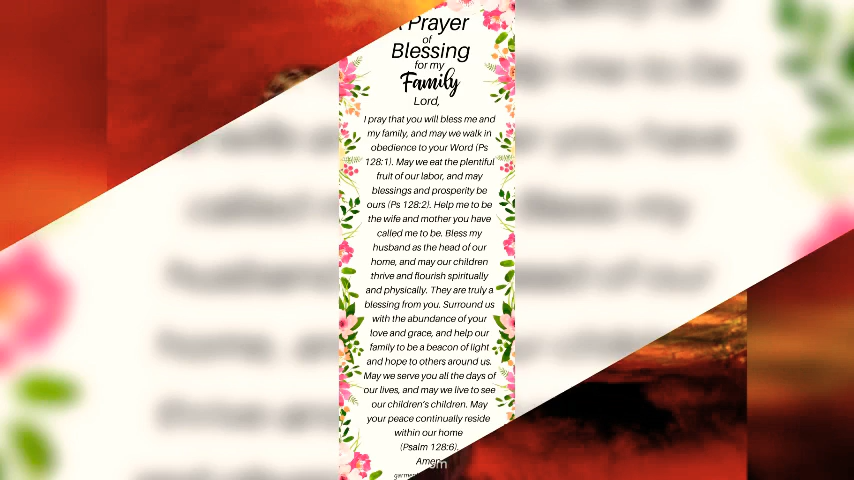 Prayer
of
Blessing
for my
Family
Lord,
I pray that you will bless me and
my family, and may we walk in
obedience to your Word (Ps
128:1). May we eat the plentiful
fruit of our labor, and may
blessings and prosperity be
ours (Ps 128:2). Help me to be
the wife and mother you have
called me to be. Bless my
husband as the head of our
home, and may our children
thrive and flourish spiritually
and physically. They are truly a
blessing from you. Surround us
with the abundance of your
love and grace, and help our
family to be a beacon of light
and hope to others around us.
May we serve you all the days of
our lives, and may we live to see
our children's children. May
your peace continually reside
within our home
(Psalm 128:6).
Amen